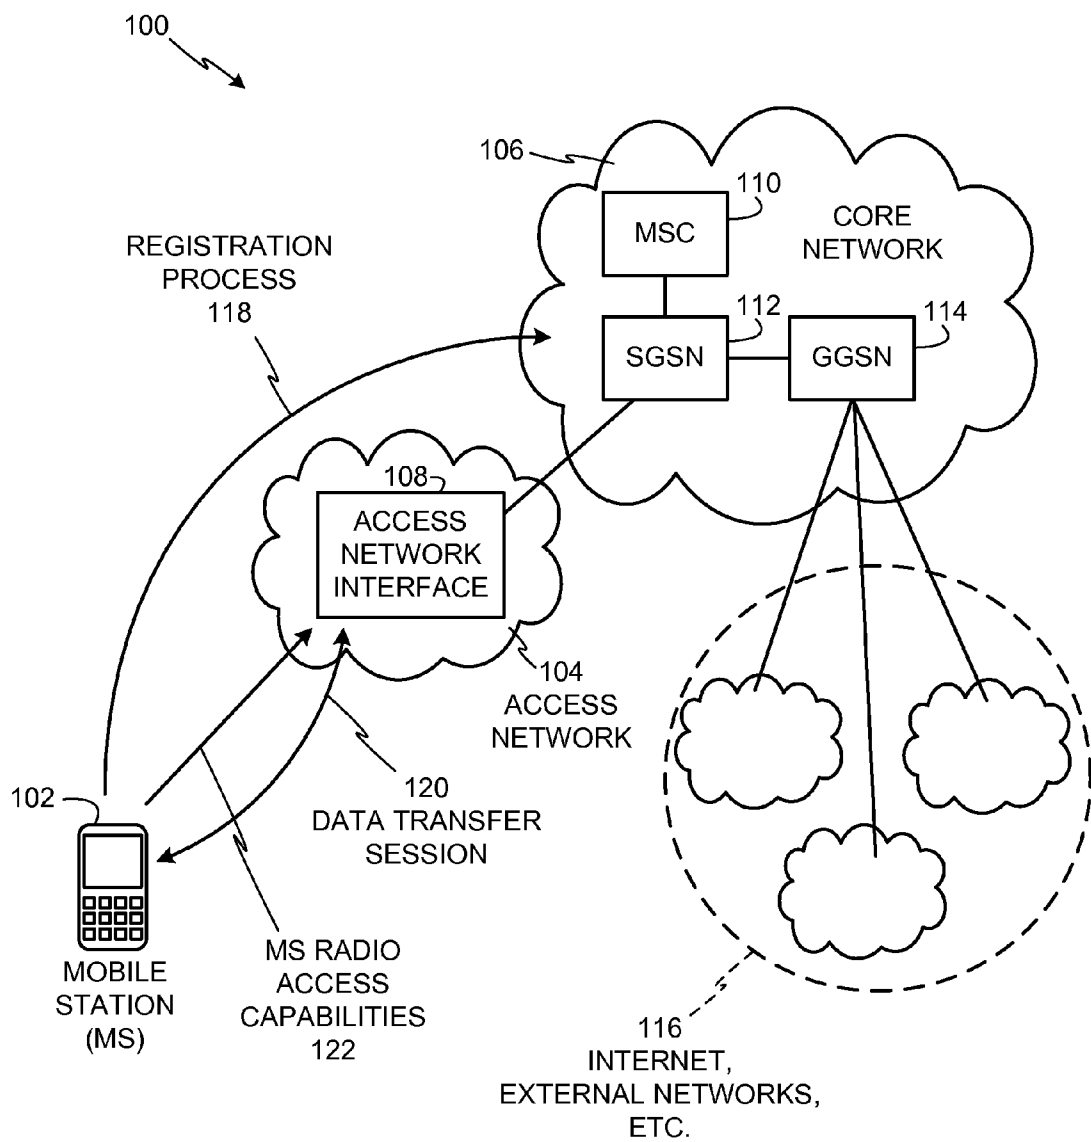 100
106
110
MSC
CORE
NETWORK
REGISTRATION
PROCESS
118
112
114
SGSN
GGSN
108
ACCESS
NETWORK
INTERFACE
104
ACCESS
NETWORK
102
120
DATA TRANSFER
SESSION
MOBILE
STATION
(MS)
MS RADIO
ACCESS
CAPABILITIES
122
116
INTERNET,
EXTERNAL NETWORKS,
ETC.